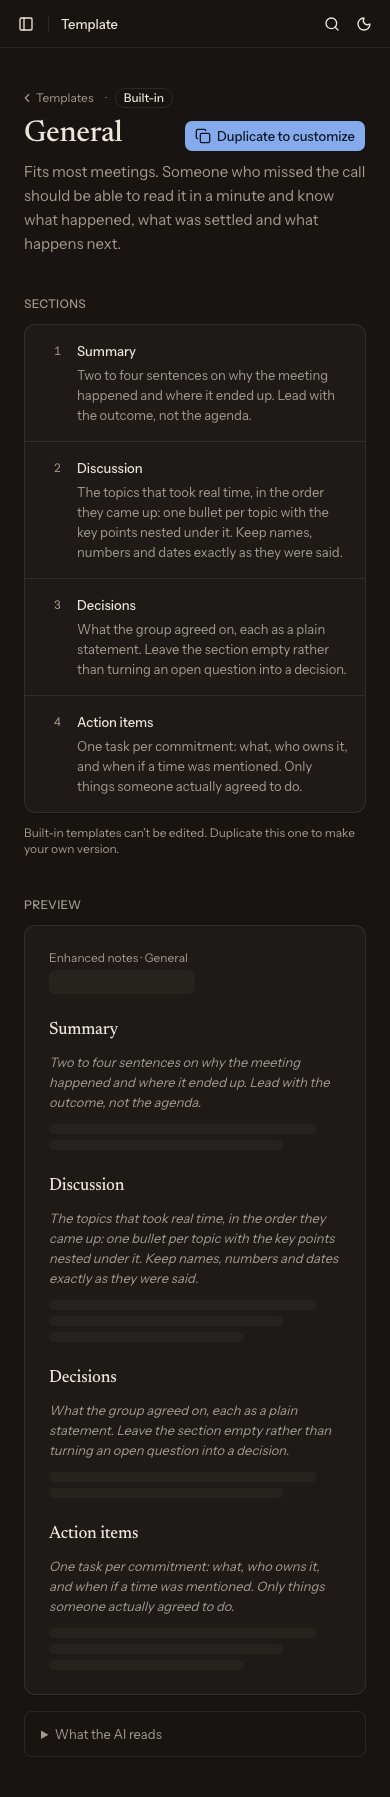 Template
Templates · Built-in
General
Duplicate to customize
Fits most meetings. Someone who missed the call
should be able to read it in a minute and know
what happened, what was settled and what
happens next.
SECTIONS
1 Summary
Two to four sentences on why the meeting
happened and where it ended up. Lead with
the outcome, not the agenda.
2 Discussion
The topics that took real time, in the order
they came up: one bullet per topic with the
key points nested under it. Keep names,
numbers and dates exactly as they were said.
3 Decisions
What the group agreed on, each as a plain
statement. Leave the section empty rather
than turning an open question into a decision.
4 Action items
One task per commitment: what, who owns it,
and when if a time was mentioned. Only
things someone actually agreed to do.
Built-in templates can't be edited. Duplicate this one to make
your own version.
PREVIEW
Enhanced notes · General
Summary
Two to four sentences on why the meeting
happened and where it ended up. Lead with the
outcome, not the agenda.
Discussion
The topics that took real time, in the order they
came up: one bullet per topic with the key points
nested under it. Keep names, numbers and dates
exactly as they were said.
Decisions
What the group agreed on, each as a plain
statement. Leave the section empty rather than
turning an open question into a decision.
Action items
One task per commitment: what, who owns it,
and when if a time was mentioned. Only things
someone actually agreed to do.
What the AI reads